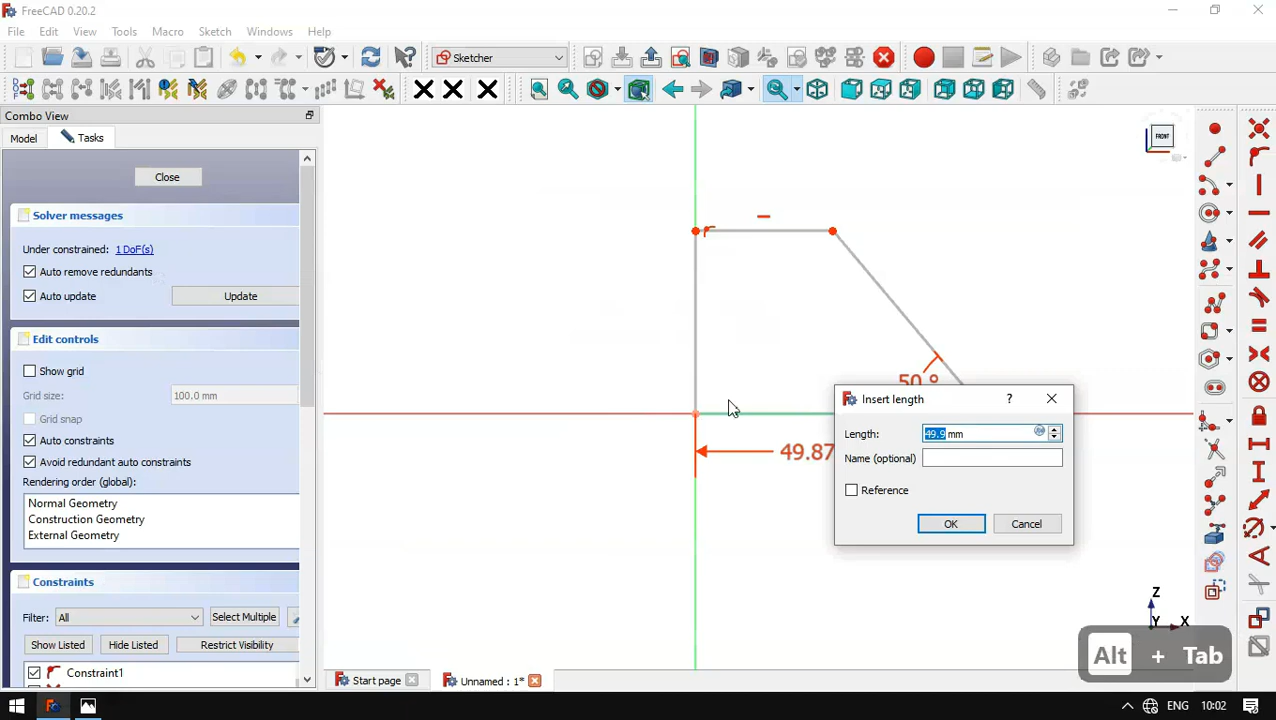 FreeCAD 0.20.2
File Edit View Tools Macro Sketch Windows Help
Sketcher
Combo View
Model Tasks
Close
Solver messages
Under constrained: 1 DoF(s)
Auto remove redundants
Auto update Update
Edit controls
Show grid
Grid size: 100.0 mm
Grid snap
Auto constraints
Avoid redundant auto constraints
Rendering order (global):
Normal Geometry
Construction Geometry
External Geometry
Constraints
Filter: All Select Multiple
Show Listed Hide Listed Restrict Visibility
Constraint1
FRONT
50 °
49.87
Insert length ?
Length: 49.9 mm
Name (optional)
Reference
OK Cancel
Z
Y X
Alt + Tab
Start page Unnamed : 1*
ENG 10:02